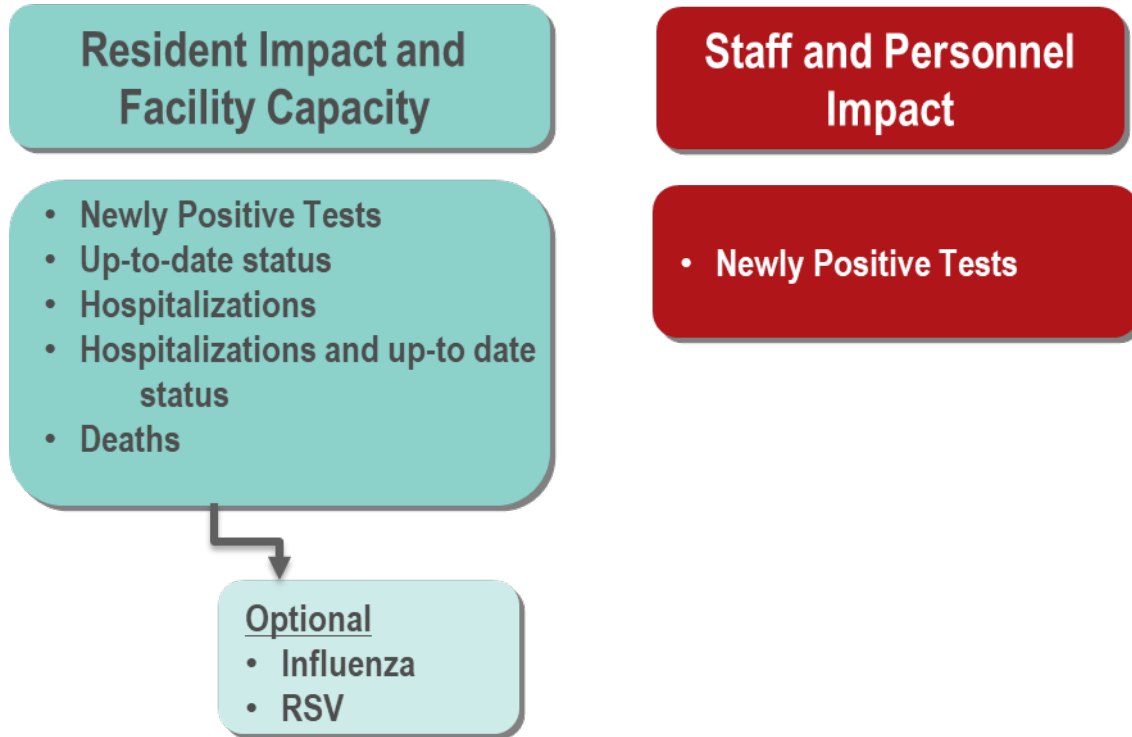 Resident Impact and
Facility Capacity
• Newly Positive Tests
• Up-to-date status
• Hospitalizations
• Hospitalizations and up-to date
status
• Deaths
Optional
• Influenza
• RSV
Staff and Personnel
Impact
• Newly Positive Tests